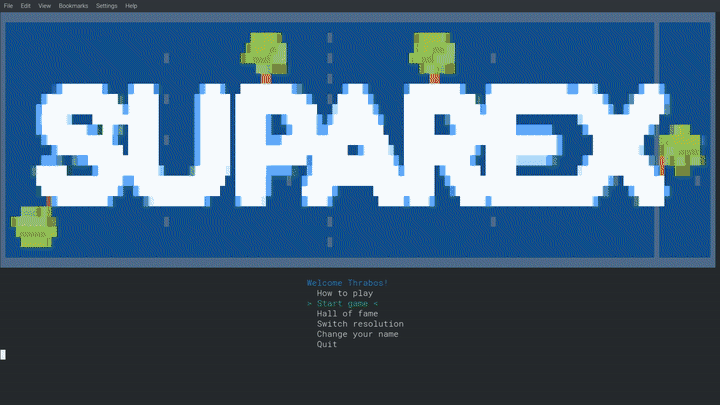 File Edit View Bookmarks Settings Help
SUPAREX
Welcome Thrabos!
How to play
> Start game <
Hall of fame
Switch resolution
Change your name
Quit